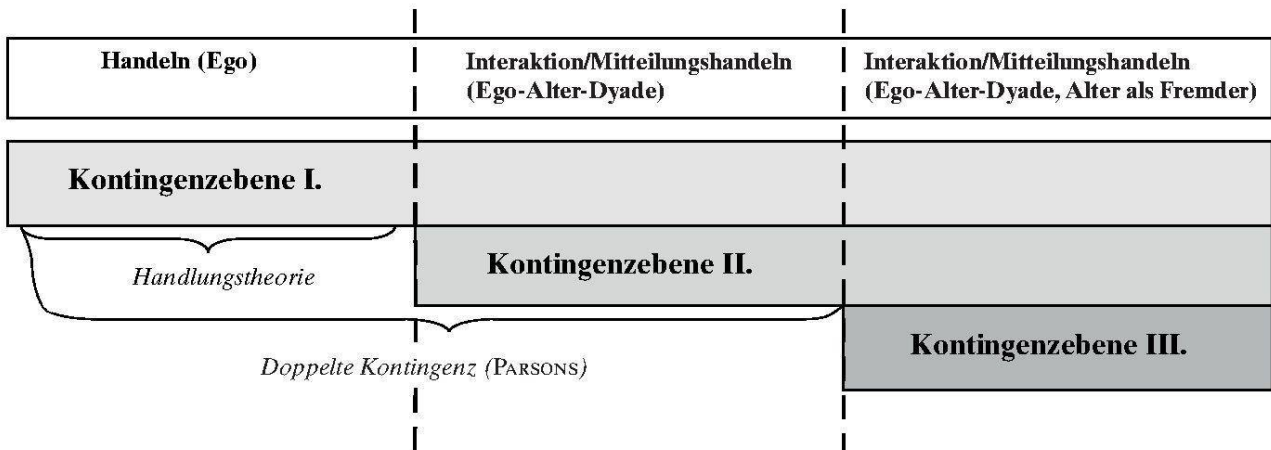 Handeln (Ego)
Interaktion/Mitteilungshandeln
(Ego-Alter-Dyade)
Interaktion/Mitteilungshandeln
(Ego-Alter-Dyade, Alter als Fremder)
Kontingenzebene I.
Handlungstheorie
Kontingenzebene II.
Doppelte Kontingenz (PARSONS)
Kontingenzebene III.